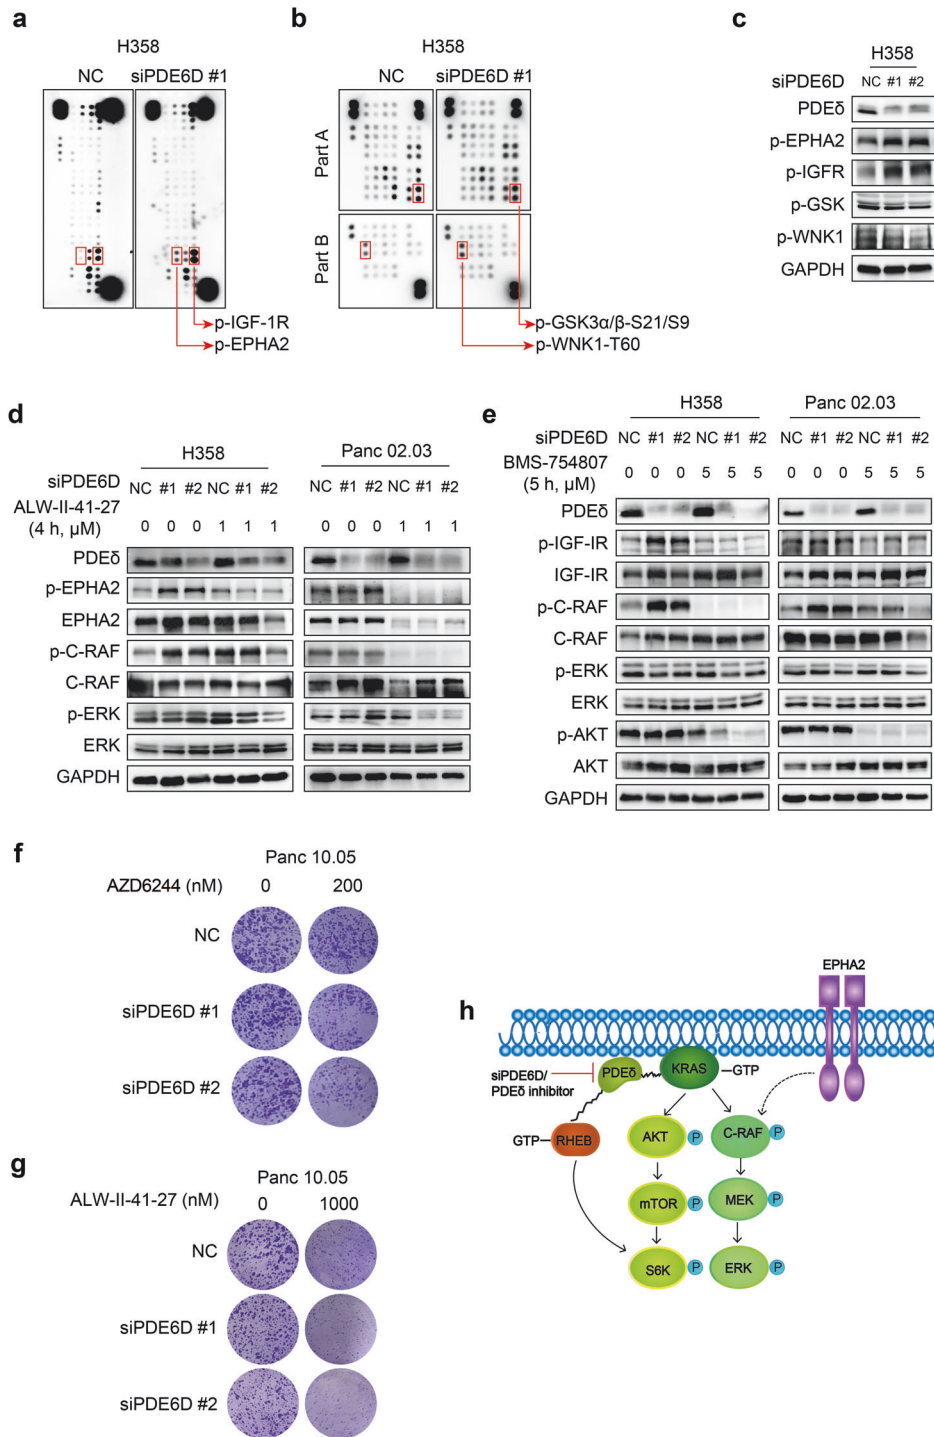 a
H358
NC siPDE6D #1
p-IGF-1R
p-EPHA2
b
H358
NC siPDE6D #1
Part A
Part B
p-GSK3α/β-S21/S9
p-WNK1-T60
c
H358
siPDE6D NC #1 #2
PDEδ
p-EPHA2
p-IGFR
p-GSK
p-WNK1
GAPDH
d
H358 Panc 02.03
siPDE6D NC #1 #2 NC #1 #2 NC #1 #2 NC #1 #2
ALW-II-41-27
(4 h, μM) 0 0 0 1 1 1 0 0 0 1 1 1
PDEδ
p-EPHA2
EPHA2
p-C-RAF
C-RAF
p-ERK
ERK
GAPDH
e
H358 Panc 02.03
siPDE6D NC #1 #2 NC #1 #2 NC #1 #2 NC #1 #2
BMS-754807
(5 h, μM) 0 0 0 5 5 5 0 0 0 5 5 5
PDEδ
p-IGF-IR
IGF-IR
p-C-RAF
C-RAF
p-ERK
ERK
p-AKT
AKT
GAPDH
f
Panc 10.05
AZD6244 (nM) 0 200
NC
siPDE6D #1
siPDE6D #2
g
Panc 10.05
ALW-II-41-27 (nM) 0 1000
NC
siPDE6D #1
siPDE6D #2
h
EPHA2
siPDE6D/
PDEδ inhibitor
PDEδ
KRAS
GTP
GTP
RHEB
AKT P
C-RAF P
mTOR P
MEK P
S6K P
ERK P